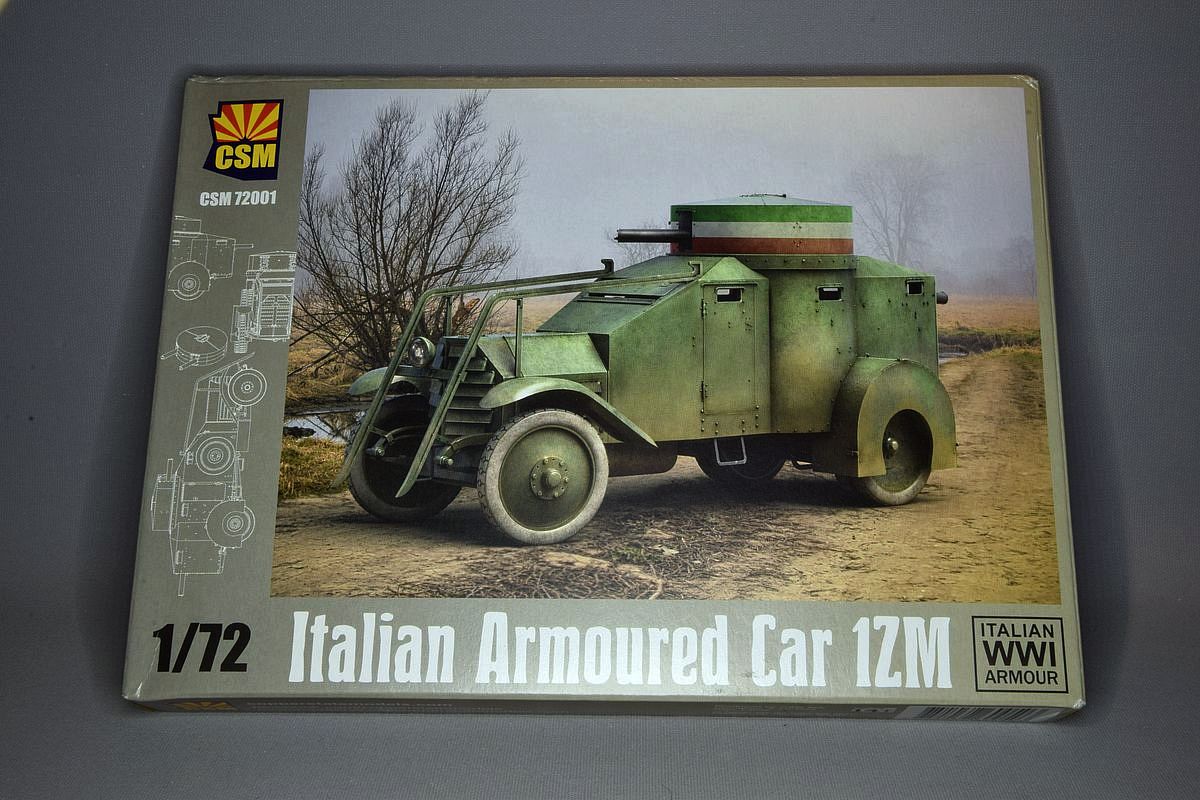 CSM
CSM 72001
1/72
Italian Armoured Car 1ZM
ITALIAN
WWI
ARMOUR